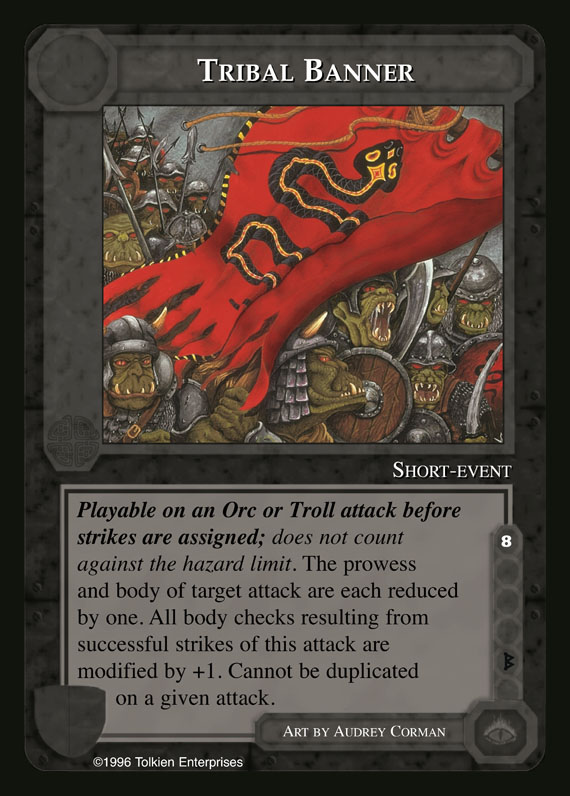 TRIBAL BANNER
SHORT-EVENT
Playable on an Orc or Troll attack before
strikes are assigned; does not count
against the hazard limit. The prowess
and body of target attack are each reduced
by one. All body checks resulting from
successful strikes of this attack are
modified by +1. Cannot be duplicated
on a given attack.
8
ART BY AUDREY CORMAN
©1996 Tolkien Enterprises